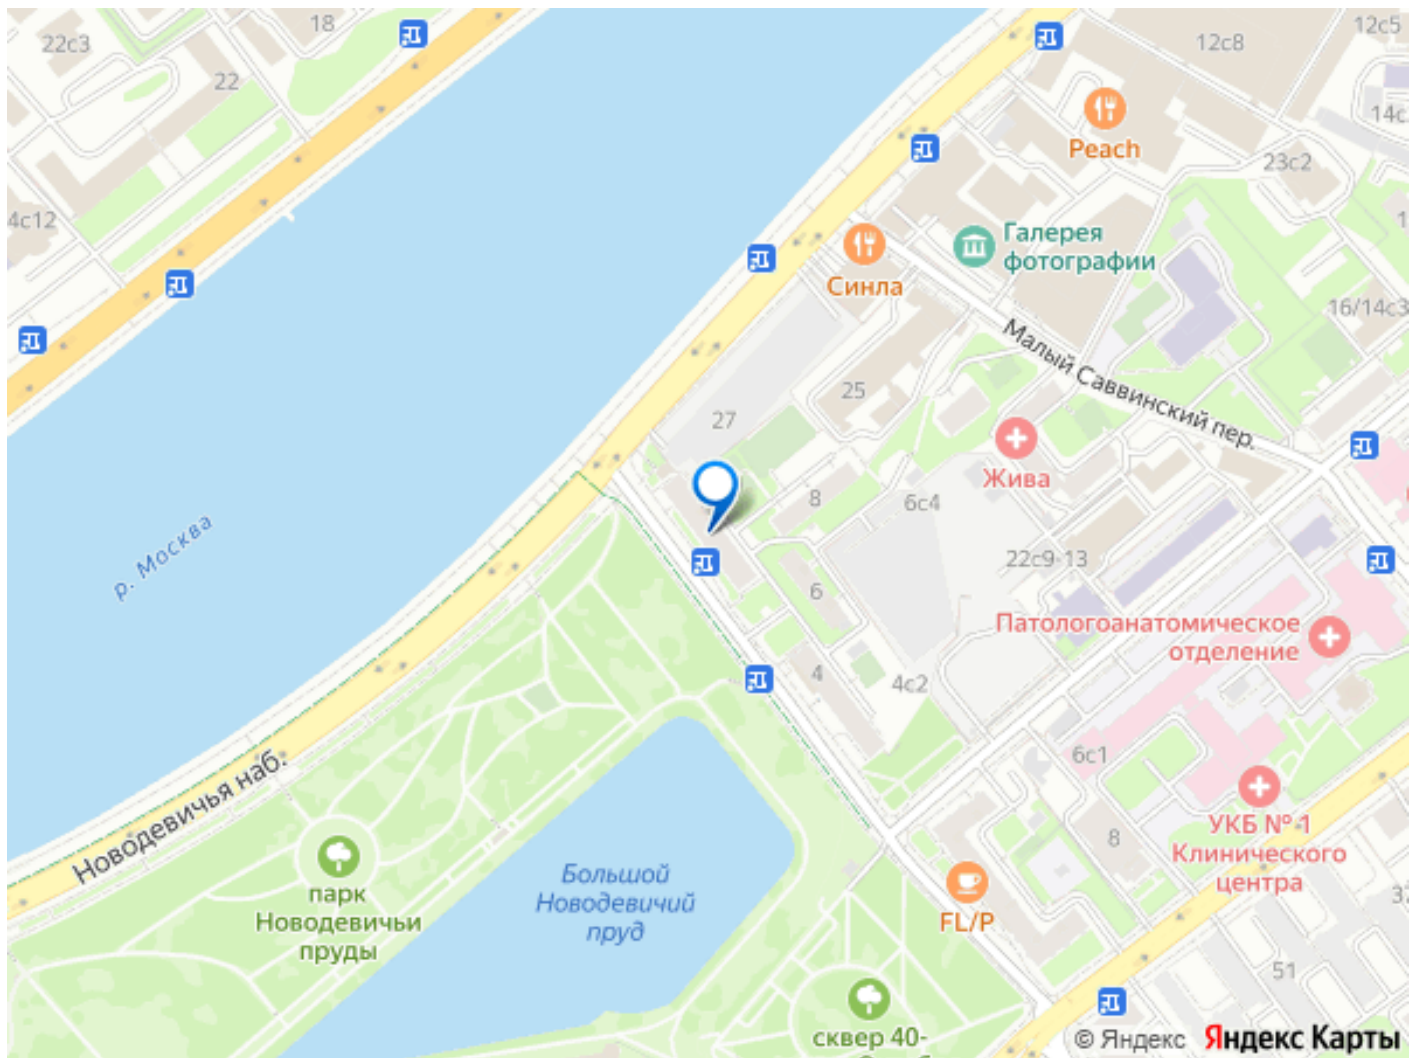 18
22с3
22
4с12
12с5
12с8
14с.
Peach
23с2
Галерея
фотографии
Синла
16/14с3
Малый Саввинский пер.
25
27
Жива
8
6с4
р. Москва
22с9-13
6
Патологоанатомическое
отделение
4
4с2
6с1
Новодевичья наб.
УКБ № 1
Клинического
центра
8
Большой
Новодевичий
пруд
парк
Новодевичьи
пруды
FL/P
51
сквер 40-
© Яндекс Яндекс Карты